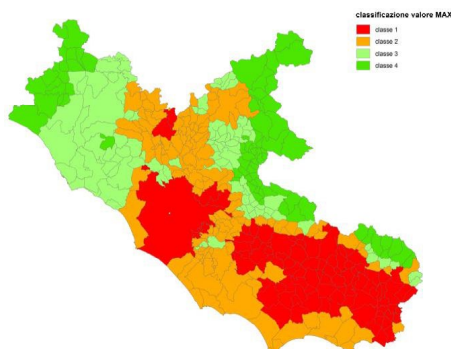 classificazione valore MAX
classe 1
classe 2
classe 3
classe 4